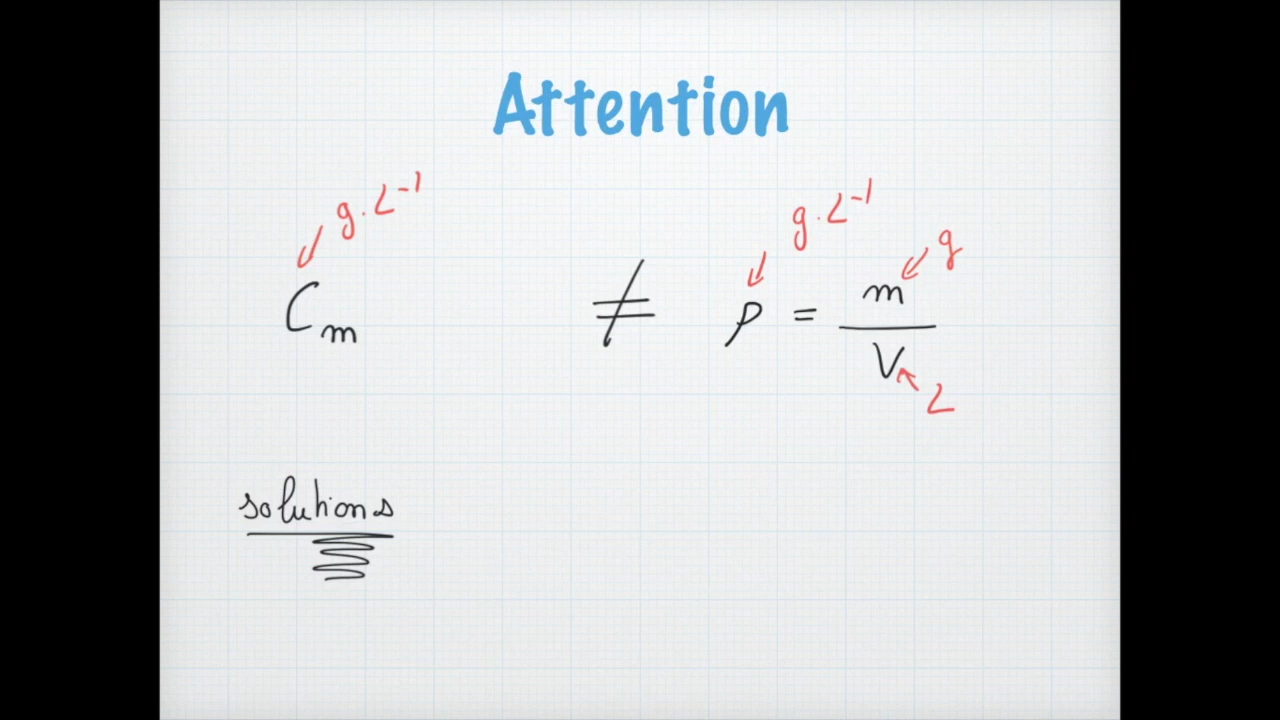 Attention
g.L⁻¹
g.L⁻¹
g
Cm ≠ ρ = m / V
L
solutions